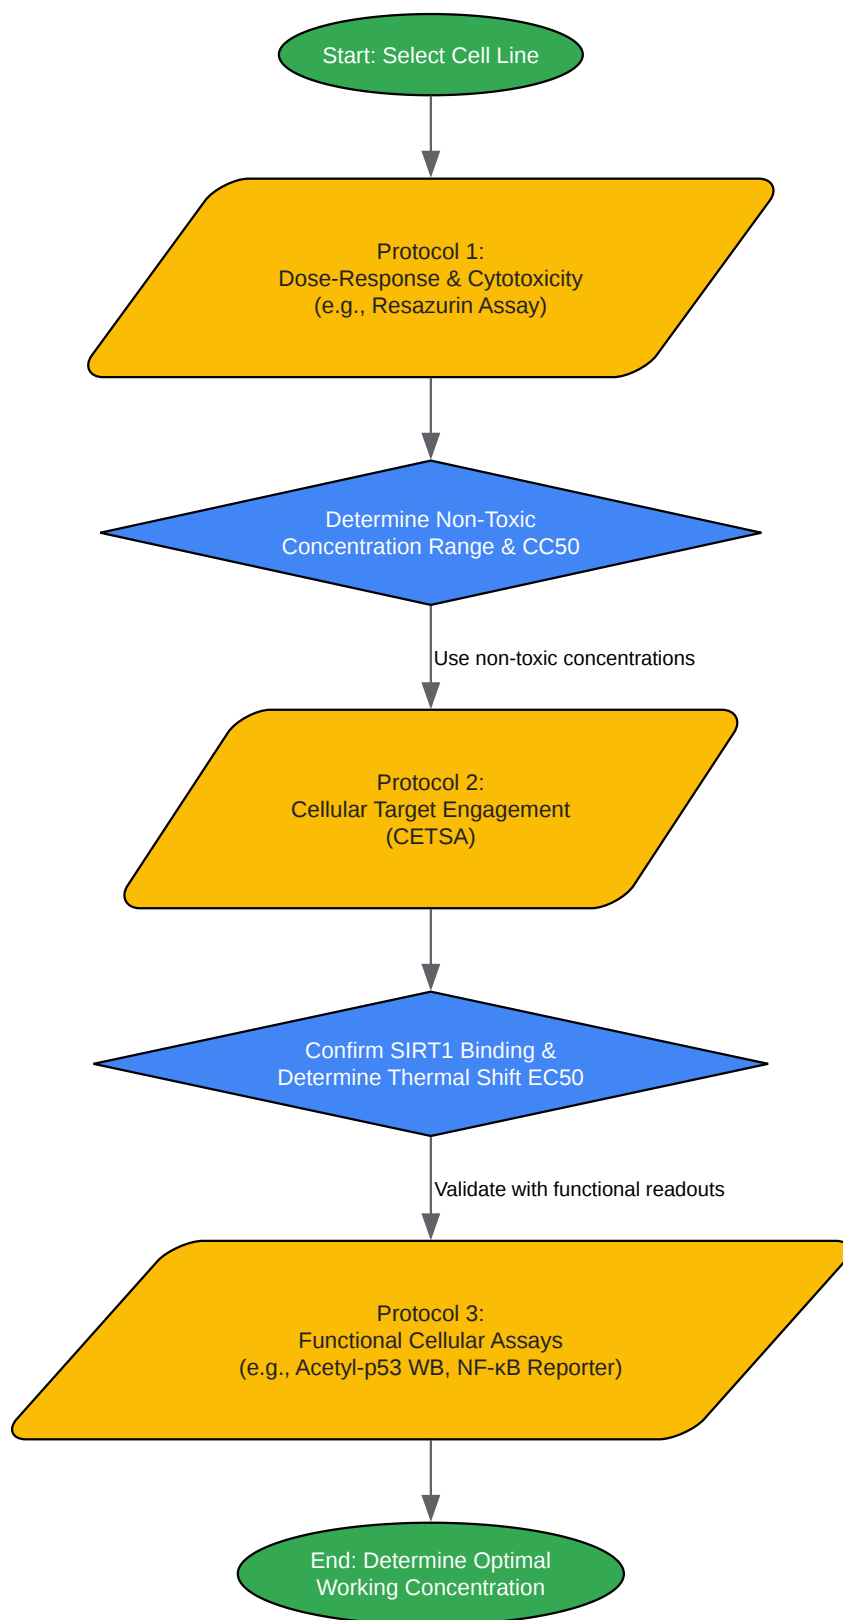 Start: Select Cell Line
Protocol 1:
Dose-Response & Cytotoxicity
(e.g., Resazurin Assay)
Determine Non-Toxic
Concentration Range & CC50
Use non-toxic concentrations
Protocol 2:
Cellular Target Engagement
(CETSA)
Confirm SIRT1 Binding &
Determine Thermal Shift EC50
Validate with functional readouts
Protocol 3:
Functional Cellular Assays
(e.g., Acetyl-p53 WB, NF-κB Reporter)
End: Determine Optimal
Working Concentration